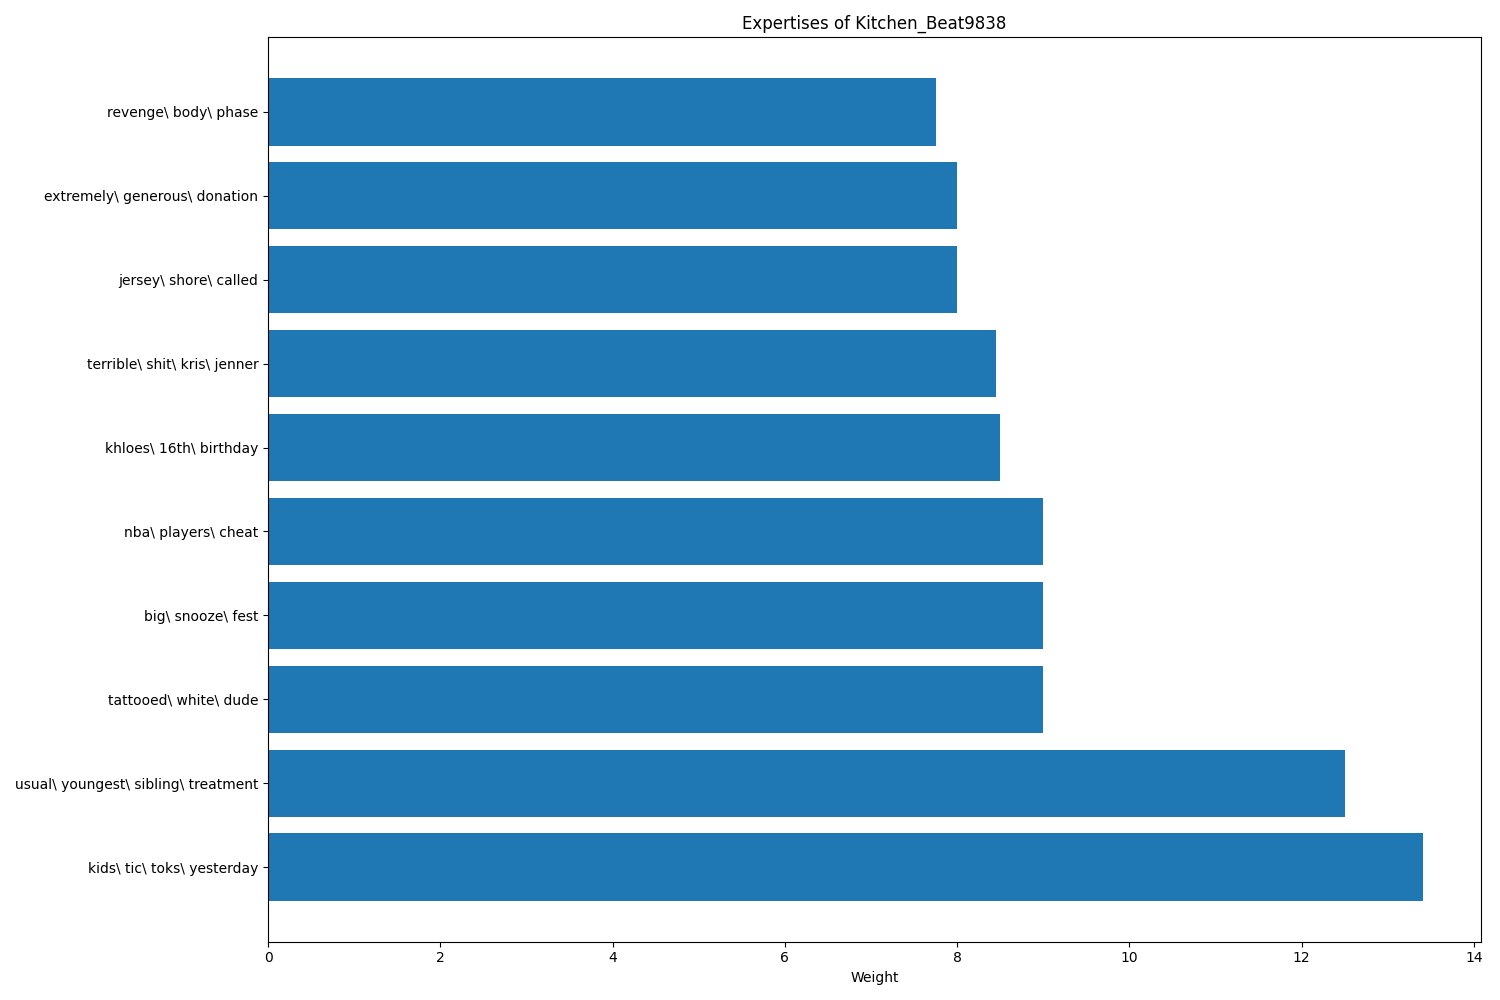 Expertises of Kitchen_Beat9838
revenge\ body\ phase
extremely\ generous\ donation
jersey\ shore\ called
terrible\ shit\ kris\ jenner
khloes\ 16th\ birthday
nba\ players\ cheat
big\ snooze\ fest
tattooed\ white\ dude
usual\ youngest\ sibling\ treatment
kids\ tic\ toks\ yesterday
0 2 4 6 8 10 12 14
Weight